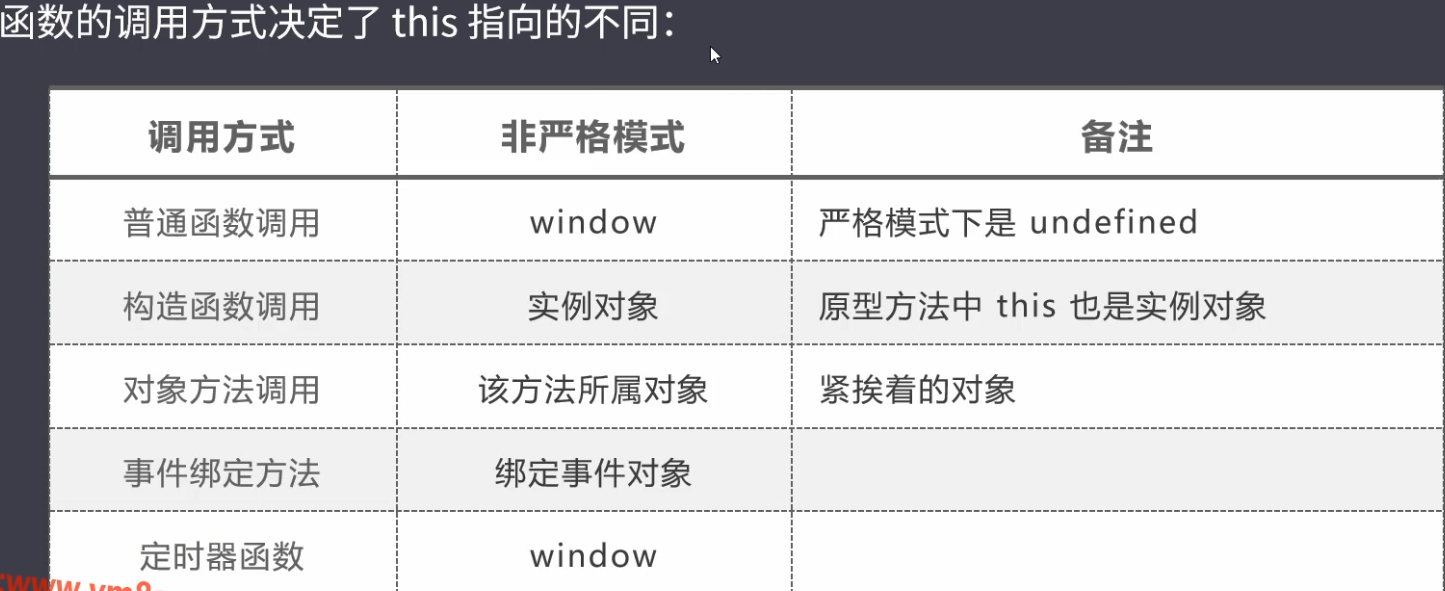 函数的调用方式决定了 this 指向的不同：
调用方式 非严格模式 备注
普通函数调用 window 严格模式下是 undefined
构造函数调用 实例对象 原型方法中 this 也是实例对象
对象方法调用 该方法所属对象 紧挨着的对象
事件绑定方法 绑定事件对象
定时器函数 window